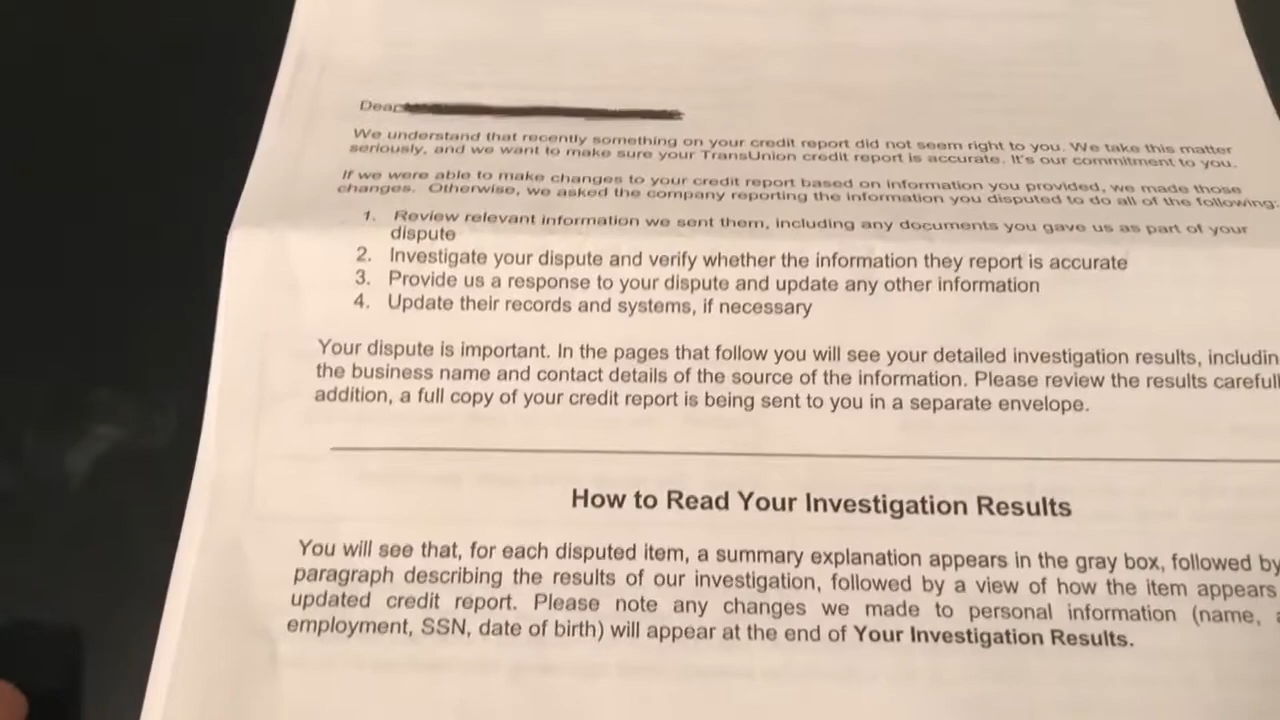 Dear
We understand that recently something on your credit report did not seem right to you. We take this matter
seriously, and we want to make sure your TransUnion credit report is accurate. It's our commitment to you.
If we were able to make changes to your credit report based on information you provided, we made those
changes. Otherwise, we asked the company reporting the information you disputed to do all of the following:
1. Review relevant information we sent them, including any documents you gave us as part of your
dispute
2. Investigate your dispute and verify whether the information they report is accurate
3. Provide us a response to your dispute and update any other information
4. Update their records and systems, if necessary
Your dispute is important. In the pages that follow you will see your detailed investigation results, includin
the business name and contact details of the source of the information. Please review the results carefull
addition, a full copy of your credit report is being sent to you in a separate envelope.
How to Read Your Investigation Results
You will see that, for each disputed item, a summary explanation appears in the gray box, followed by
paragraph describing the results of our investigation, followed by a view of how the item appears
updated credit report. Please note any changes we made to personal information (name,
employment, SSN, date of birth) will appear at the end of Your Investigation Results.